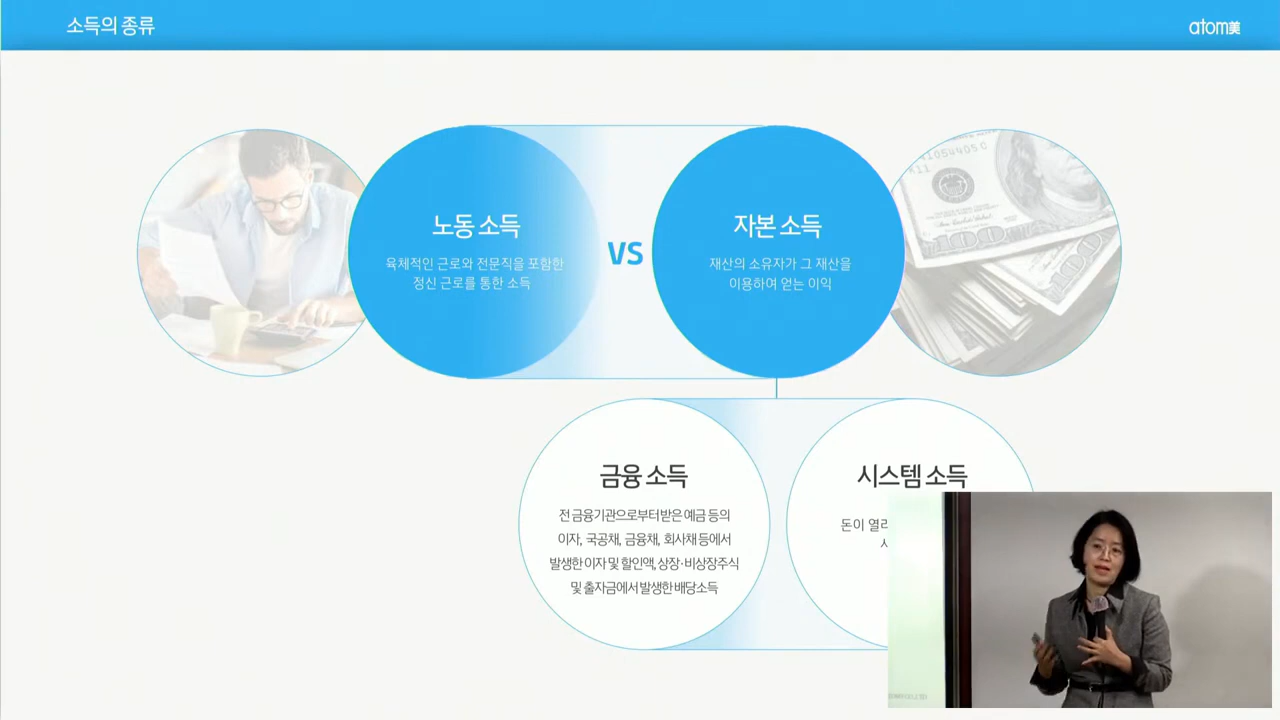 소득의 종류
atom美
노동 소득
육체적인 근로와 전문직을 포함한
정신 근로를 통한 소득
VS
자본 소득
재산의 소유자가 그 재산을
이용하여 얻는 이익
100
100
금융 소득
전 금융기관으로부터 받은 예금 등의
이자, 국공채, 금융채, 회사채 등에서
발생한 이자 및 할인액, 상장·비상장주식
및 출자금에서 발생한 배당소득
시스템 소득
돈이